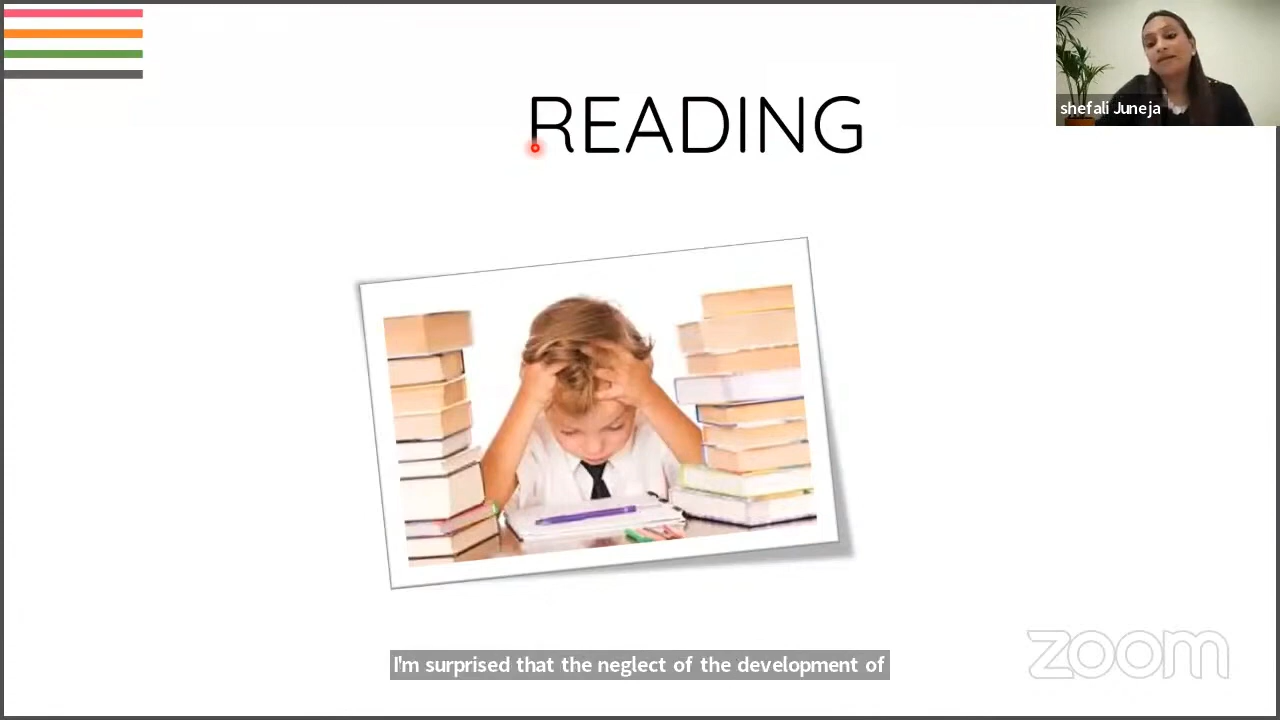 READING
shefali Juneja
I'm surprised that the neglect of the development of
zoom